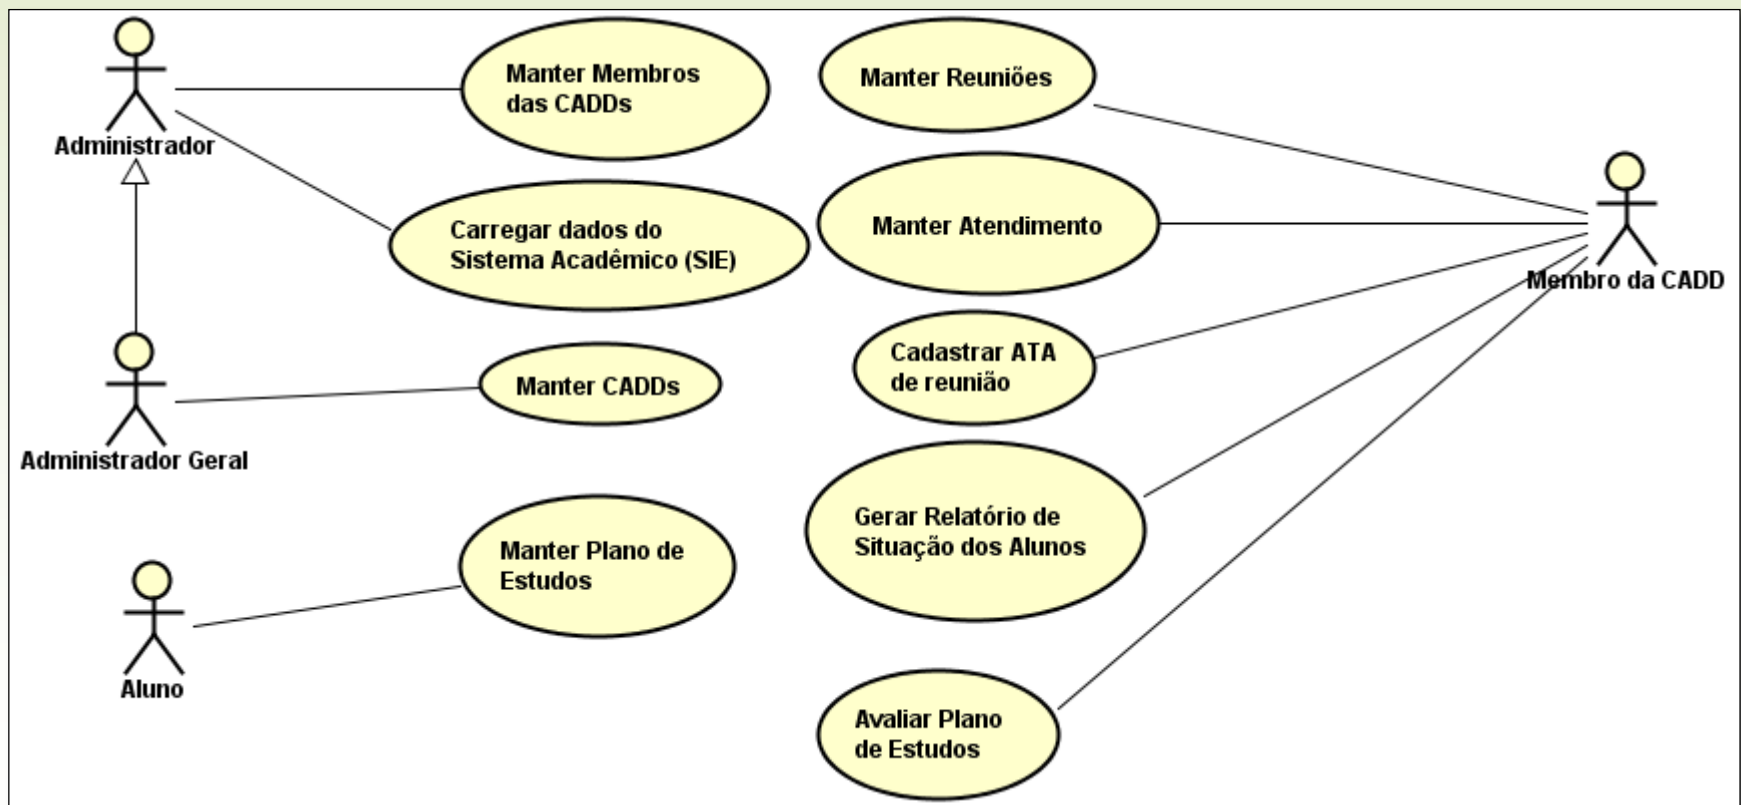 Administrador
Manter Membros
das CADDs
Carregar dados do
Sistema Acadêmico (SIE)
Administrador Geral
Manter CADDs
Aluno
Manter Plano de
Estudos
Manter Reuniões
Manter Atendimento
Cadastrar ATA
de reunião
Gerar Relatório de
Situação dos Alunos
Avaliar Plano
de Estudos
Membro da CADD